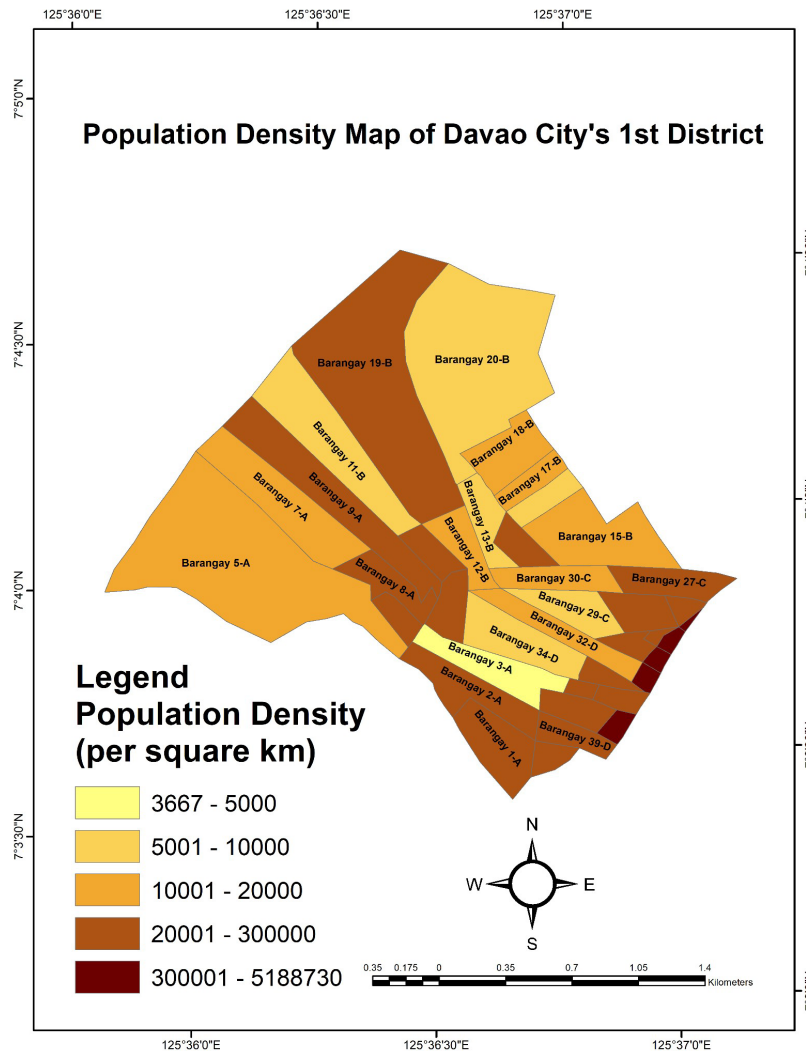 125°36'0"E
125°36'30"E
125°37'0"E
7°5'0"N
Population Density Map of Davao City's 1st District
7°4'30"N
Barangay 19-B
Barangay 20-B
Barangay 18-B
Barangay 11-B
Barangay 17-B
Barangay 9-A
Barangay 7-A
Barangay 13-B
Barangay 15-B
Barangay 12-B
Barangay 5-A
Barangay 8-A
Barangay 30-C
Barangay 27-C
7°4'0"N
Barangay 29-C
Barangay 32-D
Barangay 34-D
Barangay 3-A
Barangay 2-A
Barangay 1-A
Barangay 39-D
Legend
Population Density
(per square km)
3667 - 5000
5001 - 10000
10001 - 20000
20001 - 300000
300001 - 5188730
7°3'30"N
N
W
E
S
0.35 0.175 0 0.35 0.7 1.05 1.4
Kilometers
125°36'0"E
125°36'30"E
125°37'0"E